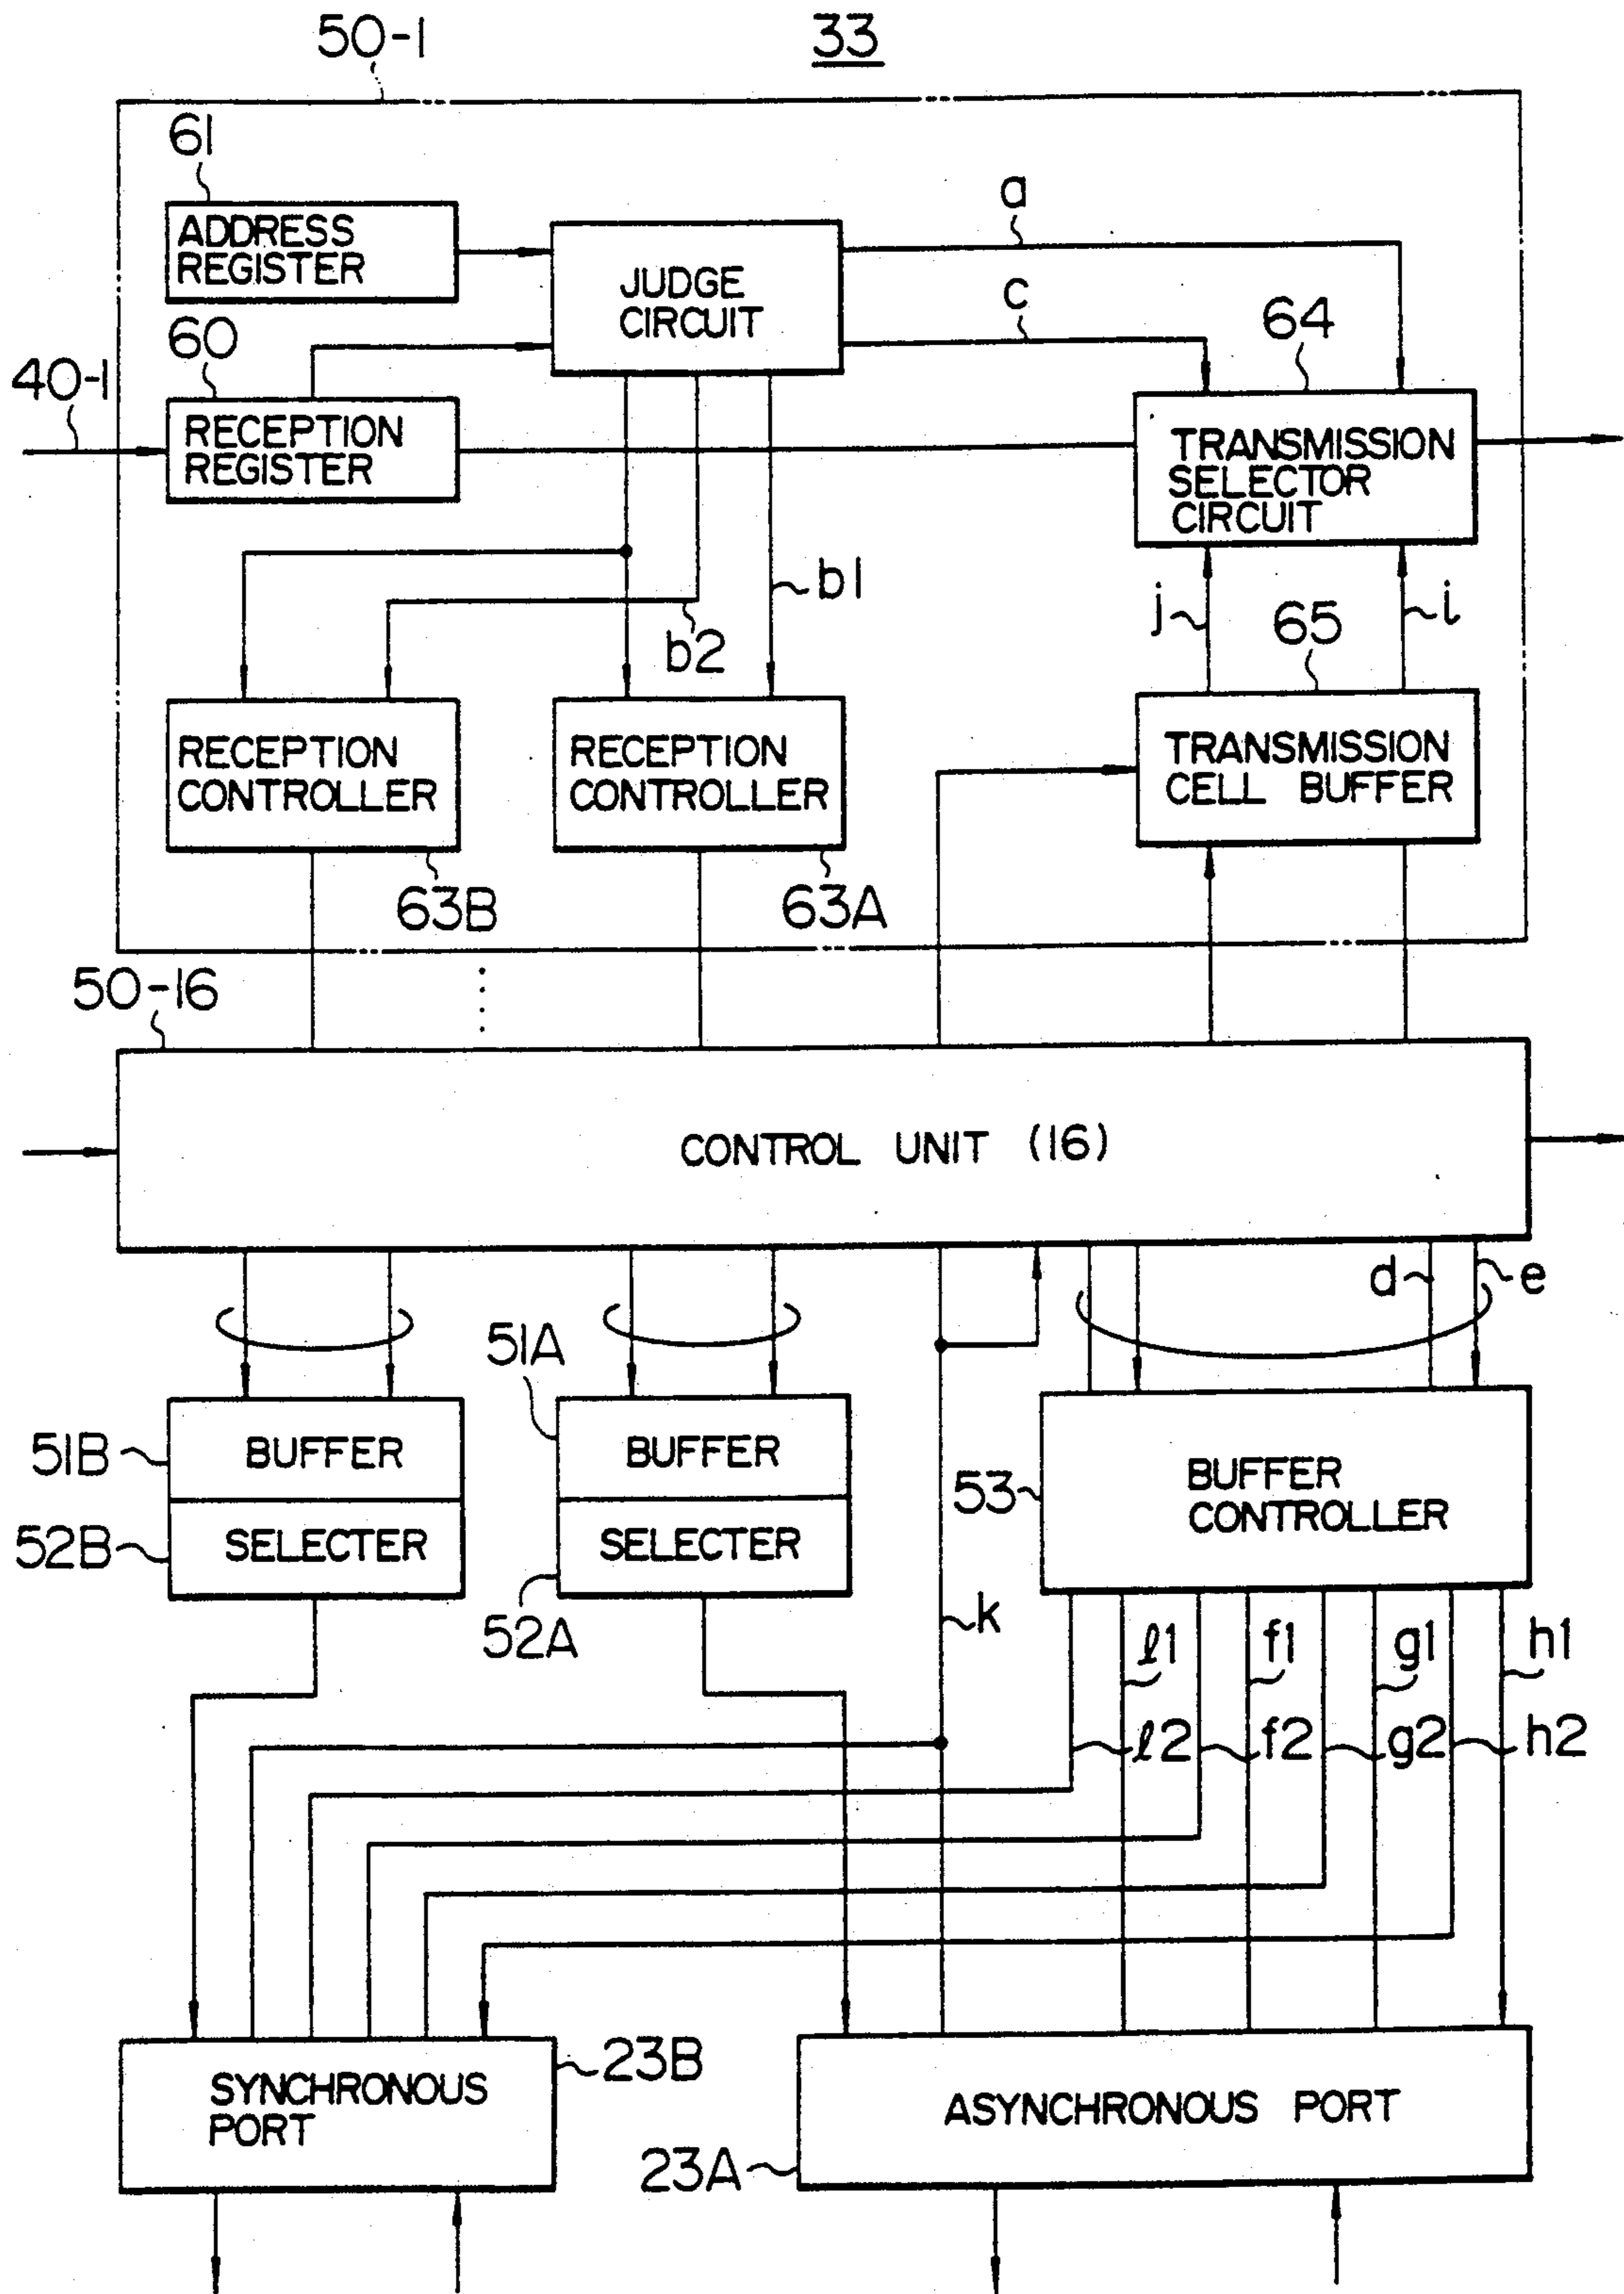 50-1
33
61
ADDRESS
REGISTER
JUDGE
CIRCUIT
a
c
64
60
40-1
RECEPTION
REGISTER
TRANSMISSION
SELECTOR
CIRCUIT
b1
b2
j
65
i
RECEPTION
CONTROLLER
RECEPTION
CONTROLLER
TRANSMISSION
CELL BUFFER
63B
63A
50-16
CONTROL UNIT (16)
d
e
51A
51B
BUFFER
BUFFER
53
BUFFER
CONTROLLER
52B
SELECTER
SELECTER
52A
k
ℓ1
f1
g1
h1
ℓ2
f2
g2
h2
23B
SYNCHRONOUS
PORT
ASYNCHRONOUS PORT
23A